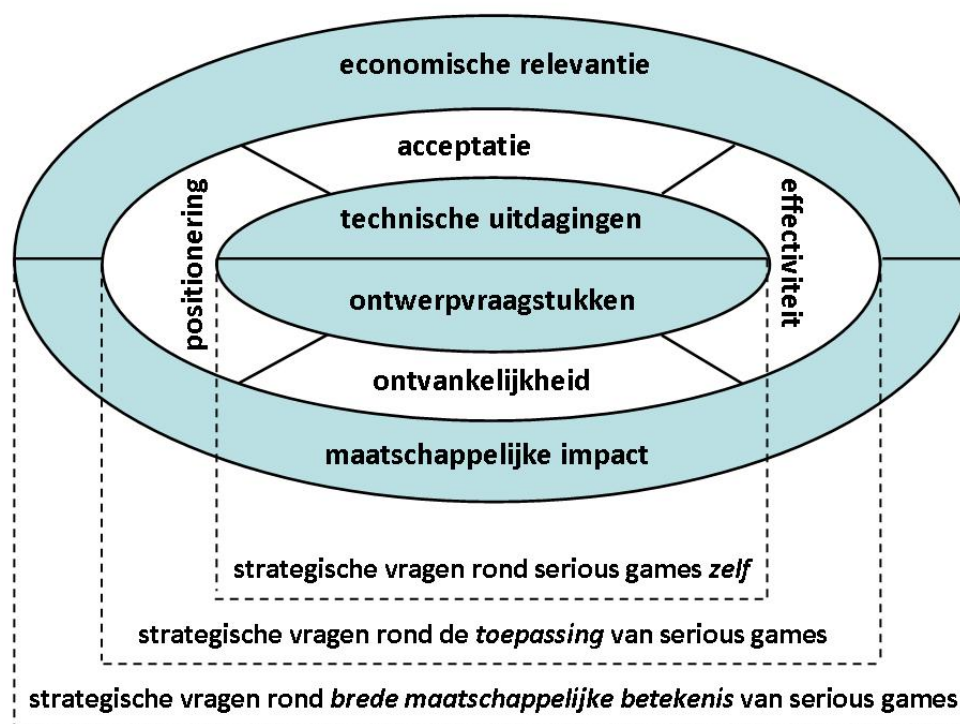 economische relevantie
acceptatie
positionering
effectiviteit
technische uitdagingen
ontwerpvraagstukken
ontvankelijkheid
maatschappelijke impact
strategische vragen rond serious games zelf
strategische vragen rond de toepassing van serious games
strategische vragen rond brede maatschappelijke betekenis van serious games